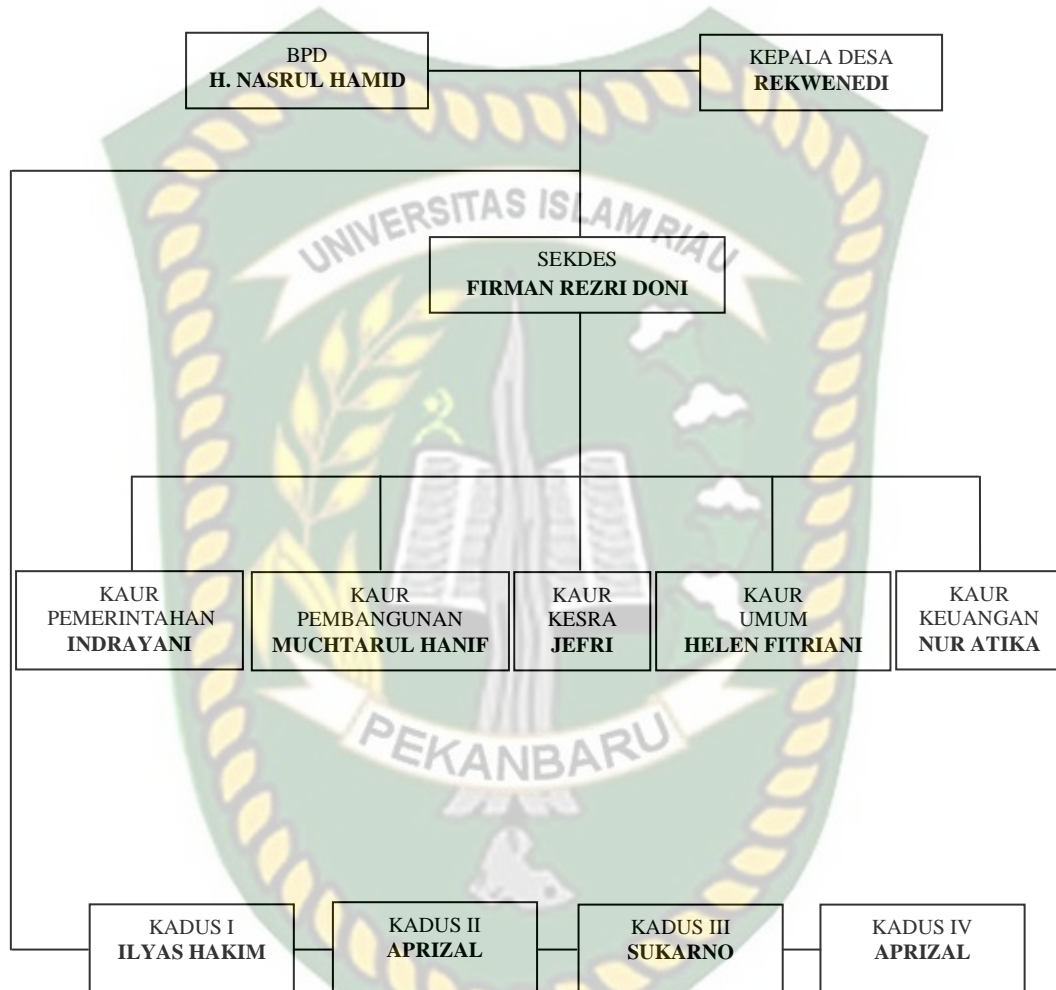 BPD
H. NASRUL HAMID
KEPALA DESA
REKWENEDI
UNIVERSITAS ISLAM RIAU
SEKDES
FIRMAN REZRI DONI
KAUR
PEMERINTAHAN
INDRAYANI
KAUR
PEMBANGUNAN
MUCHTARUL HANIF
KAUR
KESRA
JEFRI
KAUR
UMUM
HELEN FITRIANI
KAUR
KEUANGAN
NUR ATIKA
PEKANBARU
KADUS I
ILYAS HAKIM
KADUS II
APRIZAL
KADUS III
SUKARNO
KADUS IV
APRIZAL